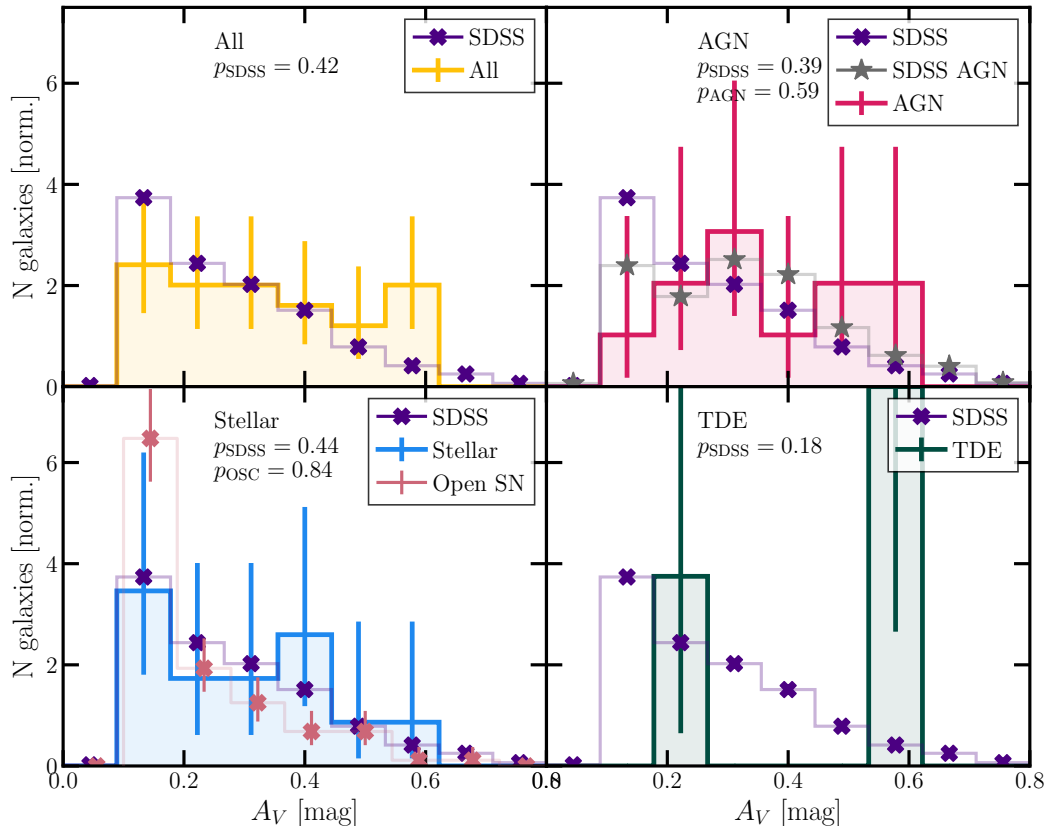 All
p_SDSS = 0.42
SDSS
All
AGN
p_SDSS = 0.39
p_AGN = 0.59
SDSS
SDSS AGN
AGN
N galaxies [norm.]
6
4
2
0
Stellar
p_SDSS = 0.44
p_OSC = 0.84
SDSS
Stellar
Open SN
TDE
p_SDSS = 0.18
SDSS
TDE
N galaxies [norm.]
6
4
2
0
0.0 0.2 0.4 0.6 0.8
0.2 0.4 0.6 0.8
A_V [mag]
A_V [mag]